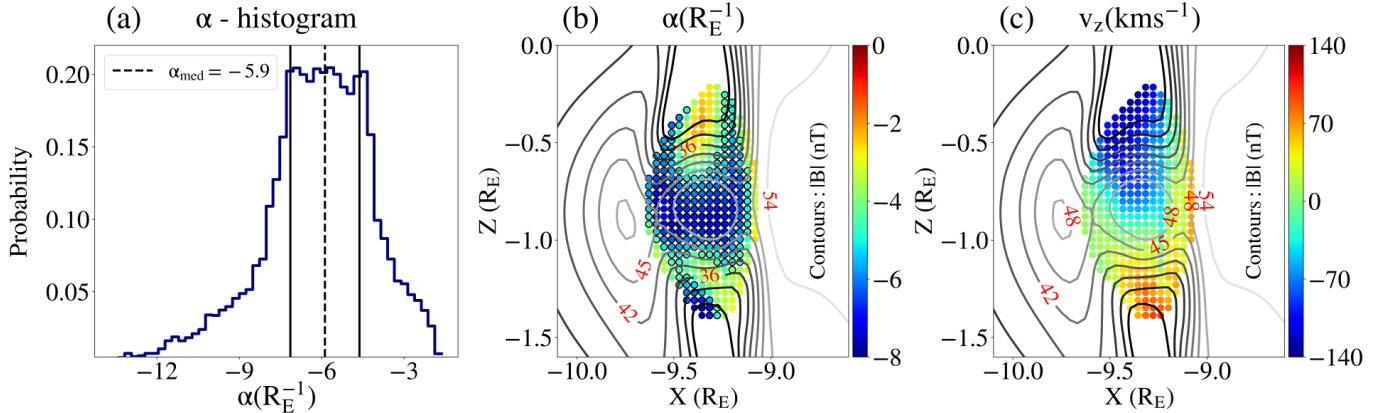 (a) α - histogram
α_med = −5.9
0.20
0.15
0.10
0.05
Probability
−12 −9 −6 −3
α(R_E^−1)
(b) α(R_E^−1)
0.0
−0.5
−1.0
−1.5
Z (R_E)
−10.0 −9.5 −9.0
X (R_E)
36
54
48
45
36
42
Contours : |B| (nT)
0
−2
−4
−6
−8
(c) v_z(kms^−1)
0.0
−0.5
−1.0
−1.5
Z (R_E)
−10.0 −9.5 −9.0
X (R_E)
54
48
48
48
45
42
Contours : |B| (nT)
140
70
0
−70
−140